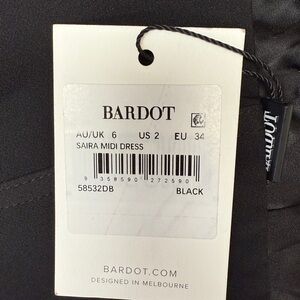 BARDOT
AU/UK 6 US 2 EU 34
SAIRA MIDI DRESS
9 358590 272590
58532DB BLACK
BARDOT.COM
DESIGNED IN MELBOURNE